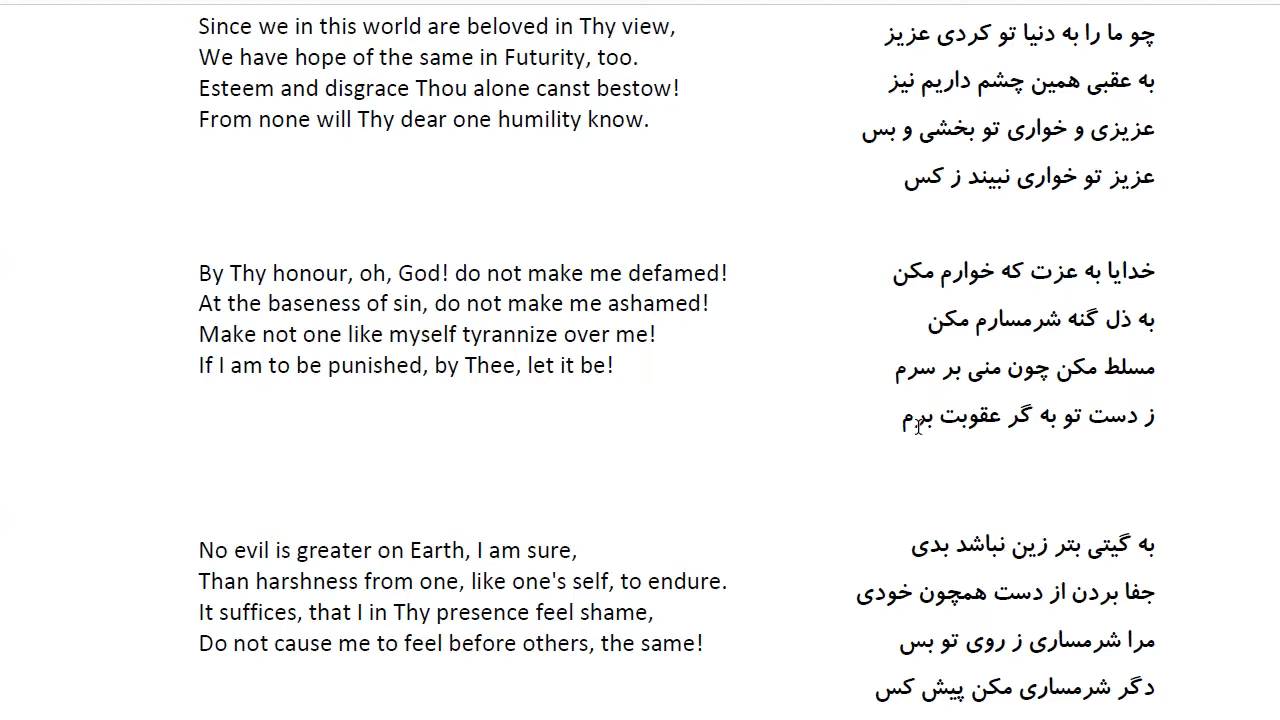 Since we in this world are beloved in Thy view,
We have hope of the same in Futurity, too.
Esteem and disgrace Thou alone canst bestow!
From none will Thy dear one humility know.
چو ما را به دنیا تو کردی عزیز
به عقبی همین چشم داریم نیز
عزیزی و خواری تو بخشی و بس
عزیز تو خواری نبیند ز کس
By Thy honour, oh, God! do not make me defamed!
At the baseness of sin, do not make me ashamed!
Make not one like myself tyrannize over me!
If I am to be punished, by Thee, let it be!
خدایا به عزت که خوارم مکن
به ذل گنه شرمسارم مکن
مسلط مکن چون منی بر سرم
ز دست تو به گر عقوبت برم
No evil is greater on Earth, I am sure,
Than harshness from one, like one's self, to endure.
It suffices, that I in Thy presence feel shame,
Do not cause me to feel before others, the same!
به گیتی بتر زین نباشد بدی
جفا بردن از دست همچون خودی
مرا شرمساری ز روی تو بس
دگر شرمساری مکن پیش کس